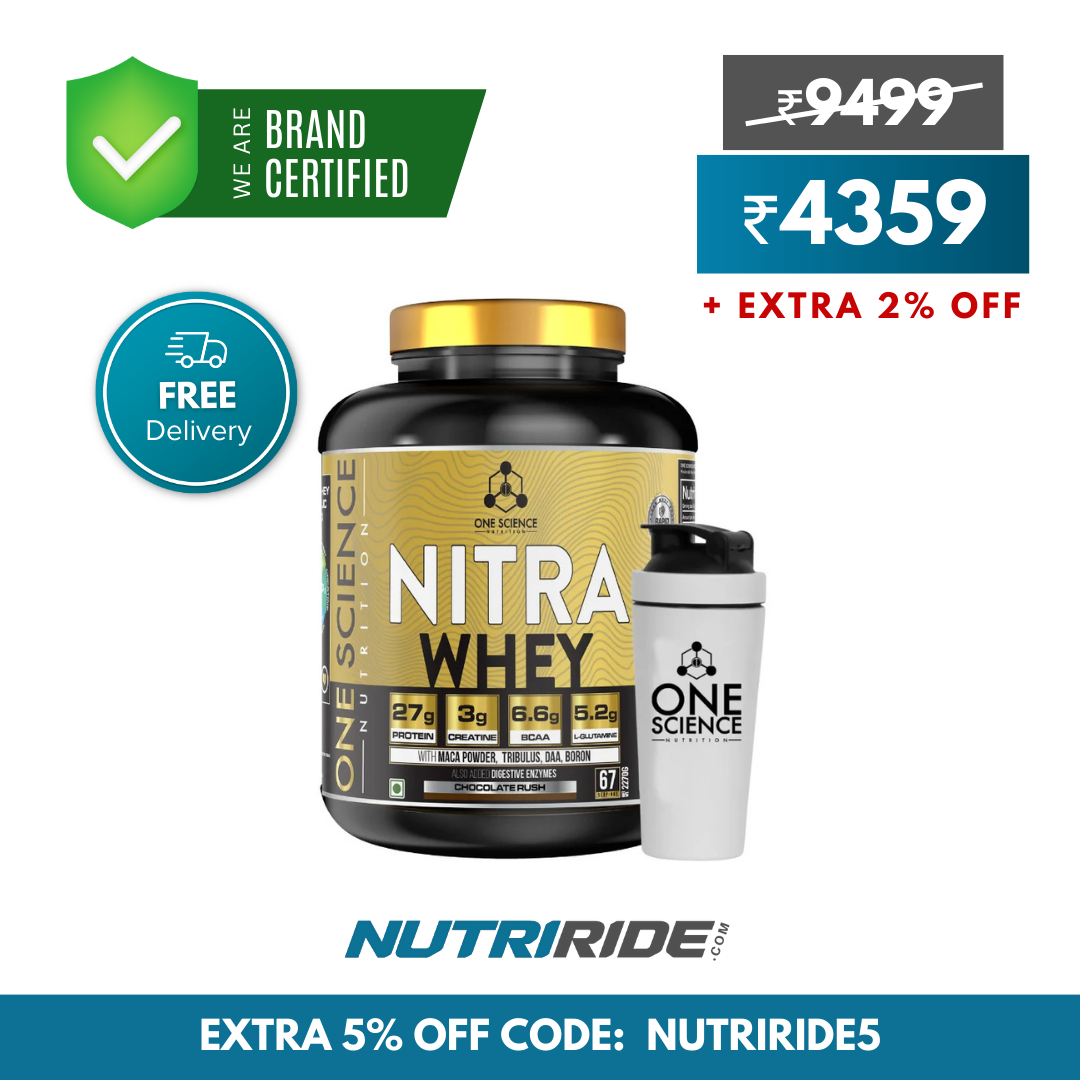 WE ARE
BRAND
CERTIFIED
₹9499
₹4359
+ EXTRA 2% OFF
FREE
Delivery
ONE SCIENCE
NUTRITION
ONE SCIENCE
NUTRITION
NITRA
WHEY
27g
PROTEIN
3g
CREATINE
6.6g
BCAA
5.2g
L-GLUTAMINE
WITH MACA POWDER, TRIBULUS, DAA, BORON
ALSO ADDED DIGESTIVE ENZYMES
CHOCOLATE RUSH
67
2270G
ONE
SCIENCE
NUTRITION
NUTRIRIDE.COM
EXTRA 5% OFF CODE: NUTRIRIDE5